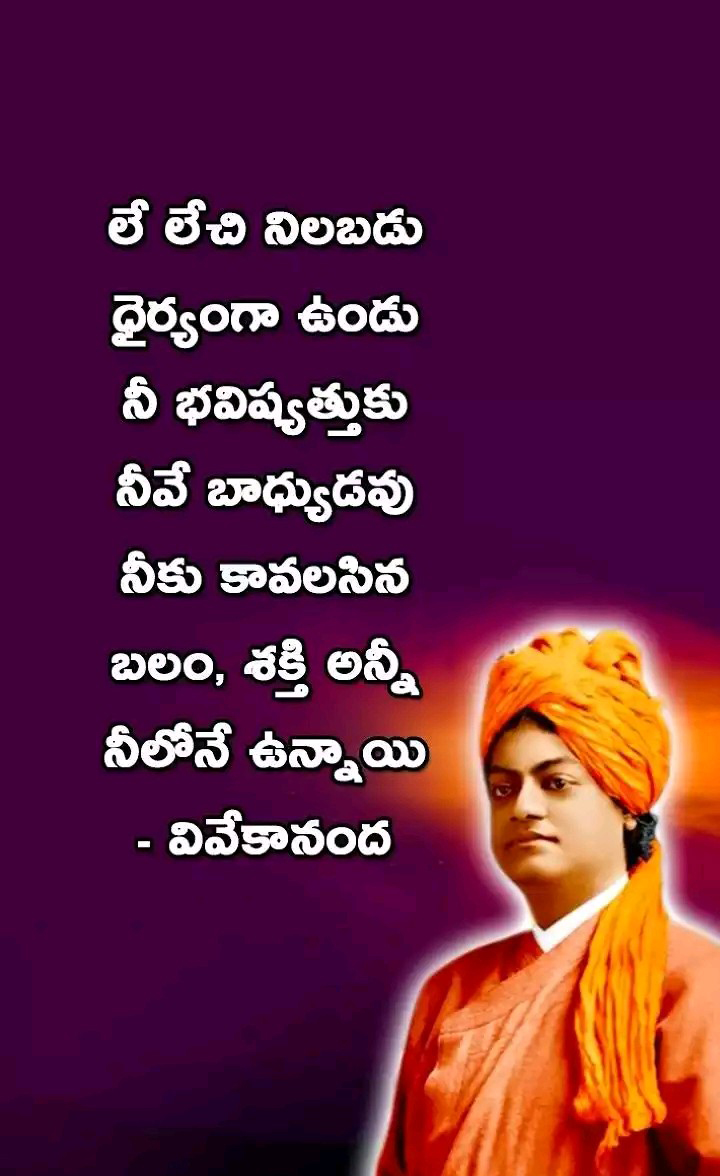 లే లేచి నిలబడు
ధైర్యంగా ఉండు
నీ భవిష్యత్తుకు
నీవే బాధ్యుడవు
నీకు కావలసిన
బలం, శక్తి అన్నీ
నీలోనే ఉన్నాయి
- వివేకానంద